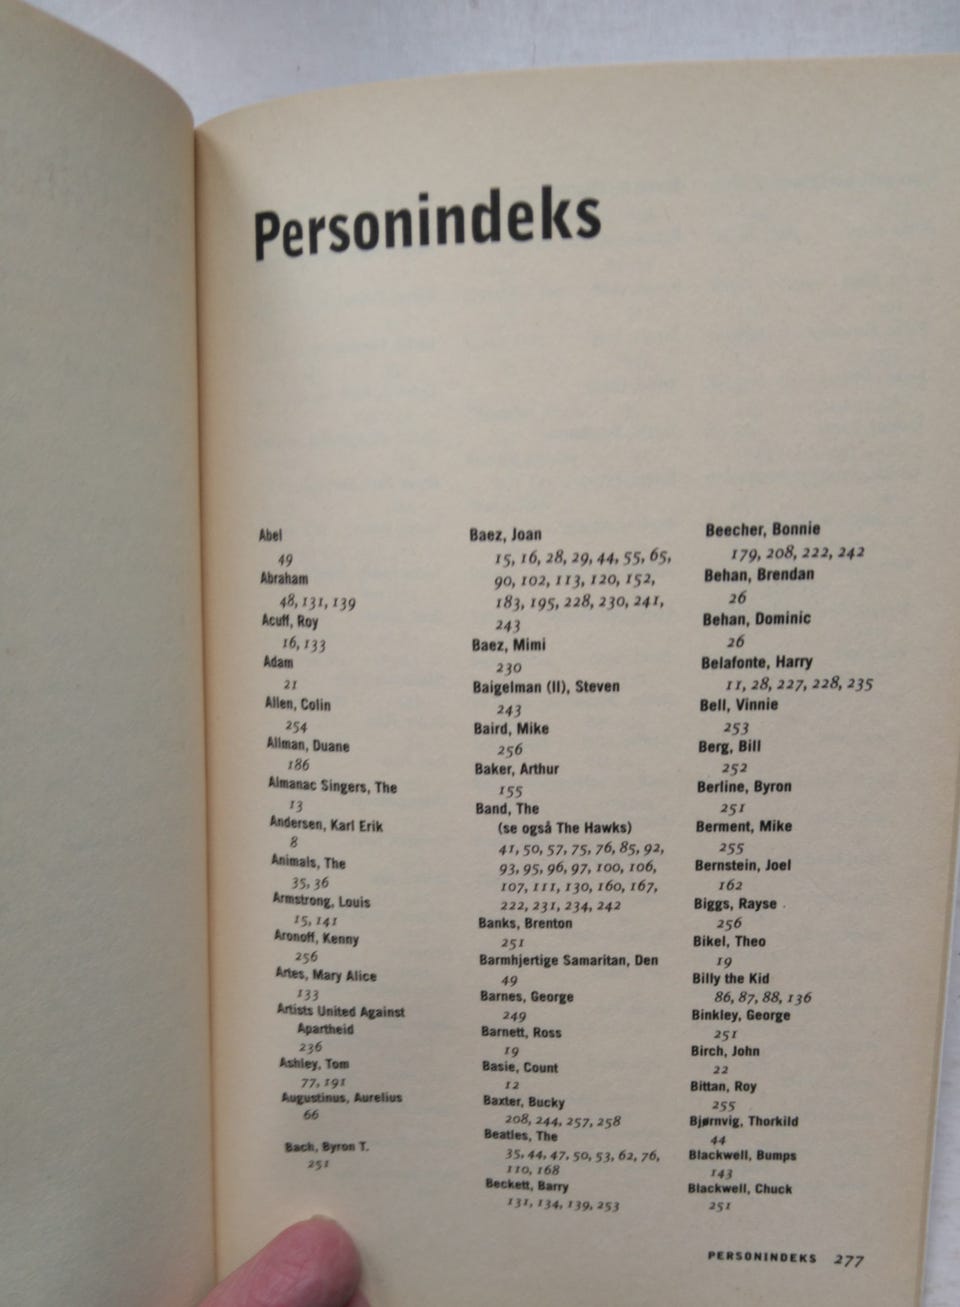 Personindeks
Abel
49
Abraham
48, 131, 139
Acuff, Roy
16, 133
Adam
21
Allen, Colin
254
Allman, Duane
186
Almanac Singers, The
13
Andersen, Karl Erik
8
Animals, The
35, 36
Armstrong, Louis
15, 141
Aronoff, Kenny
256
Artes, Mary Alice
133
Artists United Against
Apartheid
236
Ashley, Tom
77, 191
Augustinus, Aurelius
66
Bach, Byron T.
251
Baez, Joan
15, 16, 28, 29, 44, 55, 65,
90, 102, 113, 120, 152,
183, 195, 228, 230, 241,
243
Baez, Mimi
230
Baigelman (II), Steven
243
Baird, Mike
256
Baker, Arthur
155
Band, The
(se også The Hawks)
41, 50, 57, 75, 76, 85, 92,
93, 95, 96, 97, 100, 106,
107, 111, 130, 160, 167,
222, 231, 234, 242
Banks, Brenton
251
Barmhjertige Samaritan, Den
49
Barnes, George
249
Barnett, Ross
19
Basie, Count
12
Baxter, Bucky
208, 244, 257, 258
Beatles, The
35, 44, 47, 50, 53, 62, 76,
110, 168
Beckett, Barry
131, 134, 139, 253
Beecher, Bonnie
179, 208, 222, 242
Behan, Brendan
26
Behan, Dominic
26
Belafonte, Harry
11, 28, 227, 228, 235
Bell, Vinnie
253
Berg, Bill
252
Berline, Byron
251
Berment, Mike
255
Bernstein, Joel
162
Biggs, Rayse
256
Bikel, Theo
19
Billy the Kid
86, 87, 88, 136
Binkley, George
251
Birch, John
22
Bittan, Roy
255
Bjørnvig, Thorkild
44
Blackwell, Bumps
143
Blackwell, Chuck
251
PERSONINDEKS 277